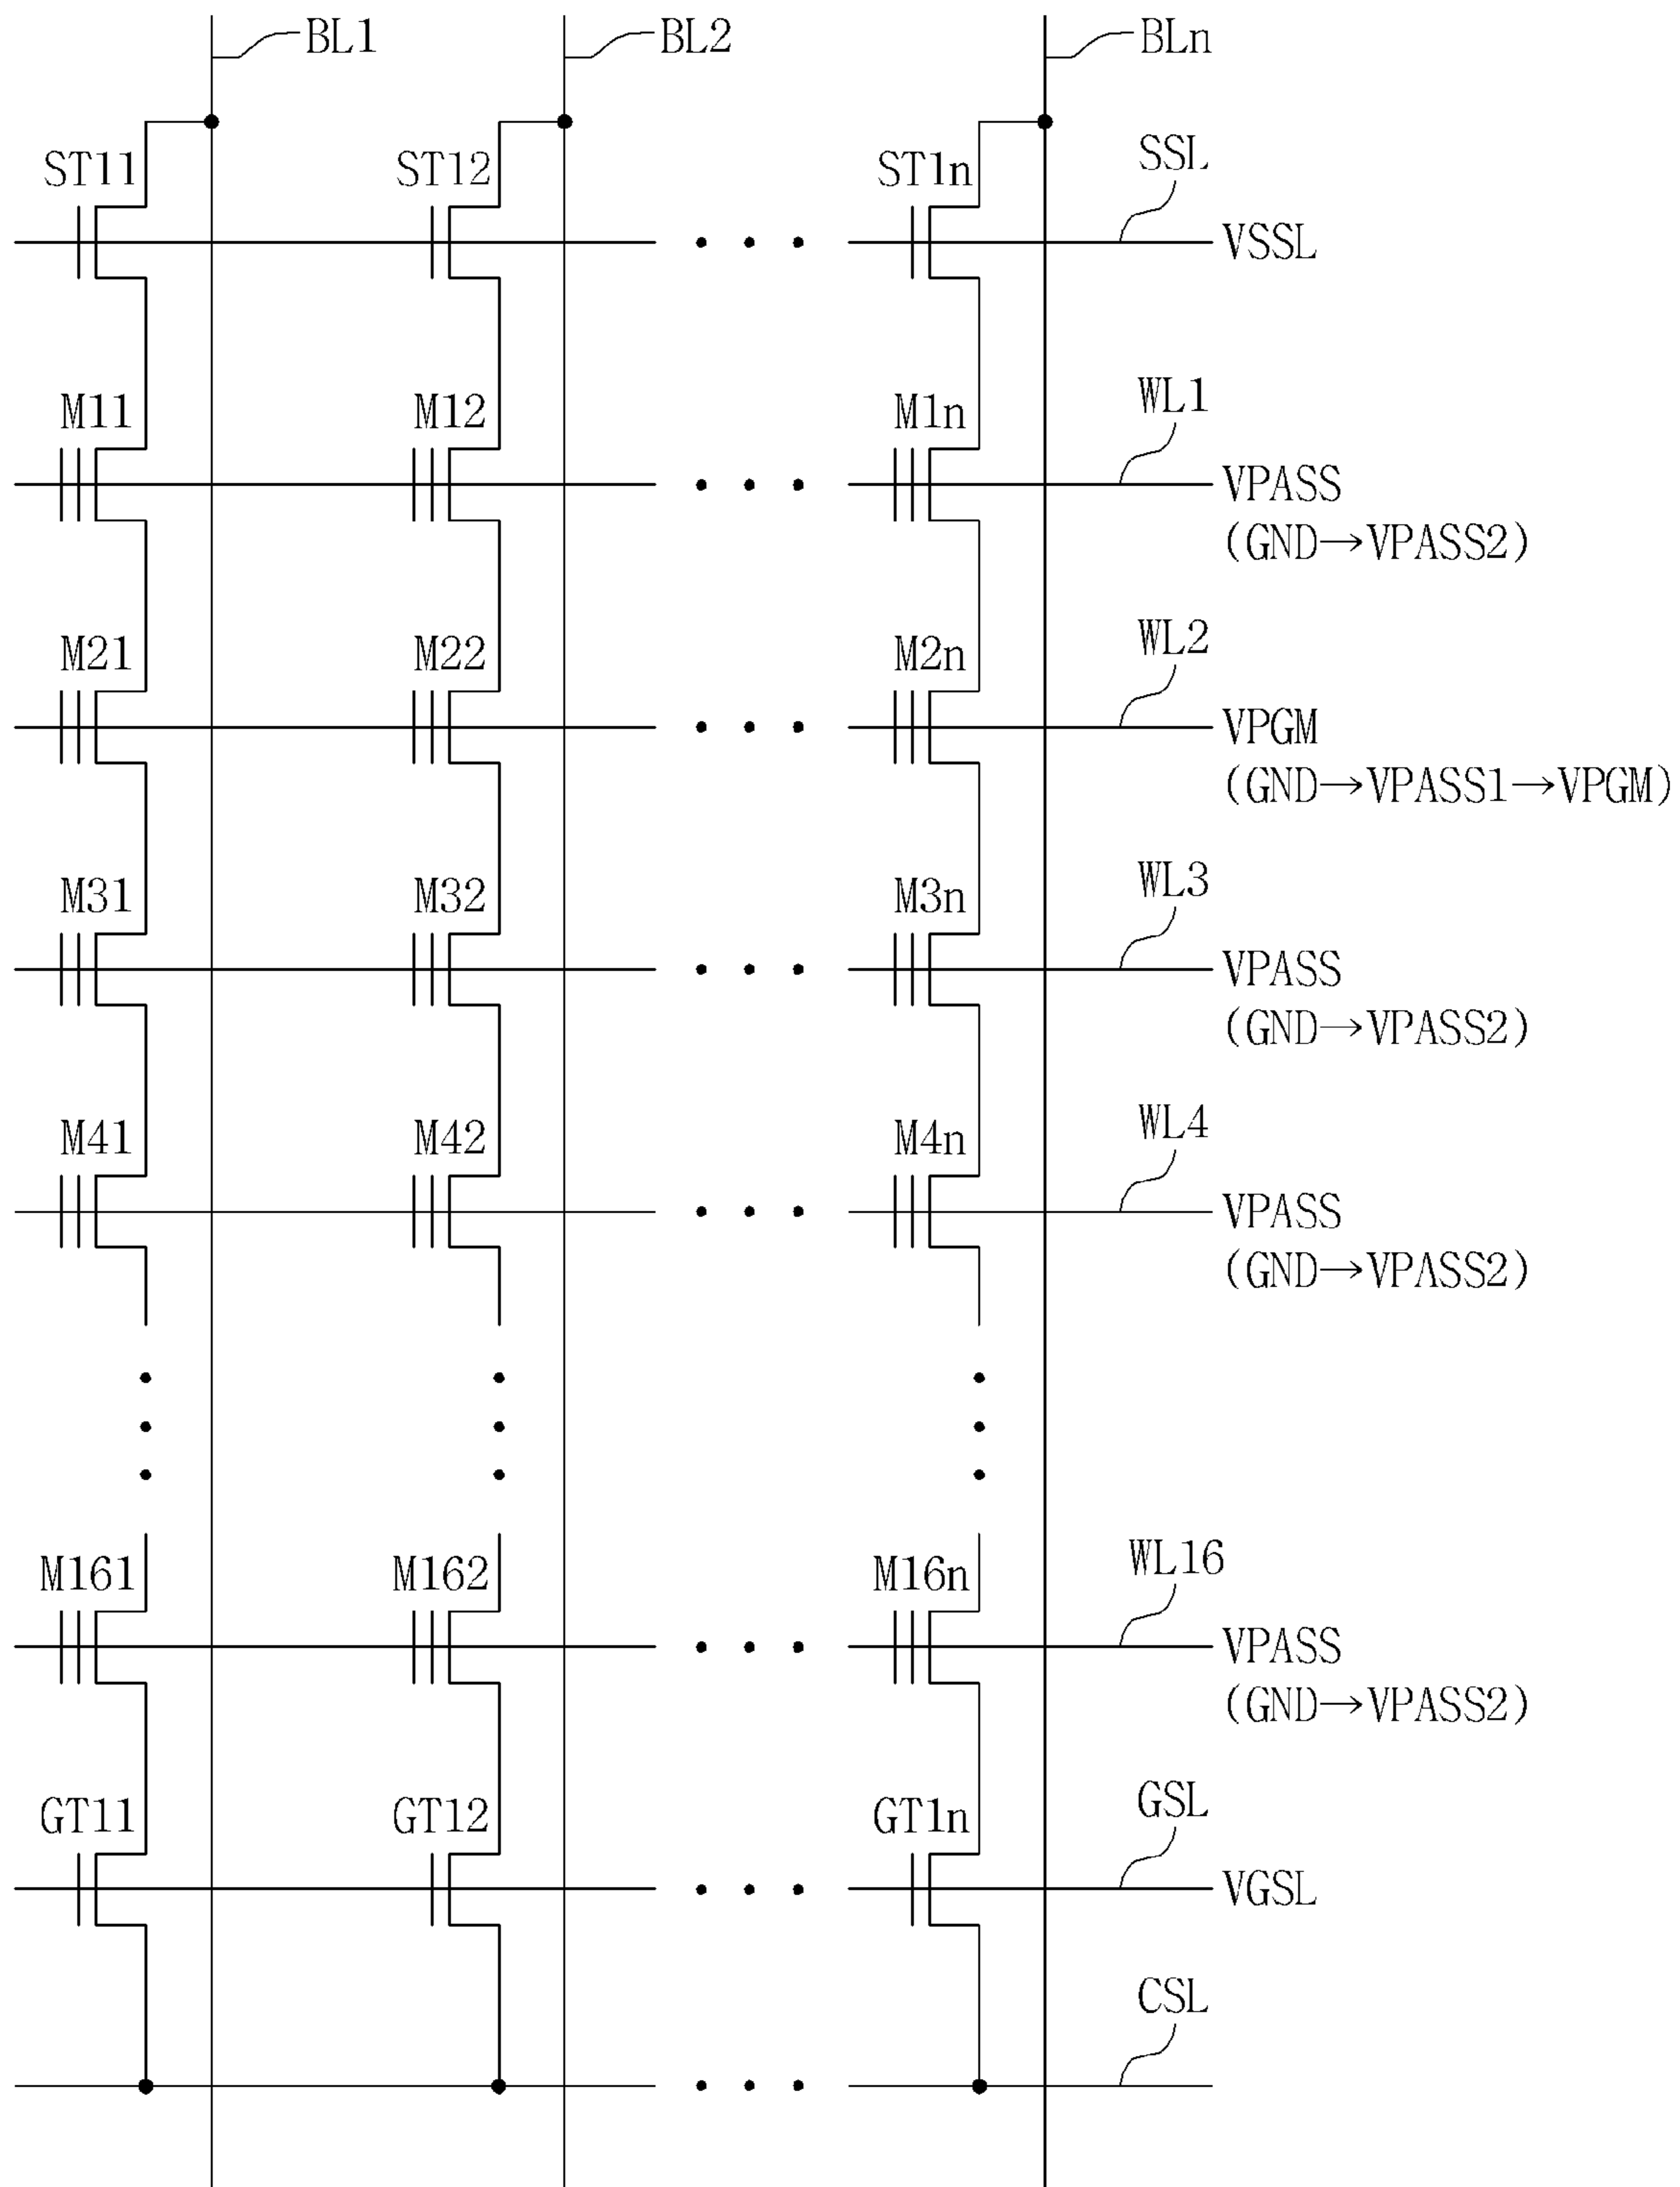 BL1 BL2 BLn
ST11 ST12 ST1n SSL
VSSL
M11 M12 M1n WL1
VPASS
(GND→VPASS2)
M21 M22 M2n WL2
VPGM
(GND→VPASS1→VPGM)
M31 M32 M3n WL3
VPASS
(GND→VPASS2)
M41 M42 M4n WL4
VPASS
(GND→VPASS2)
M161 M162 M16n WL16
VPASS
(GND→VPASS2)
GT11 GT12 GT1n GSL
VGSL
CSL